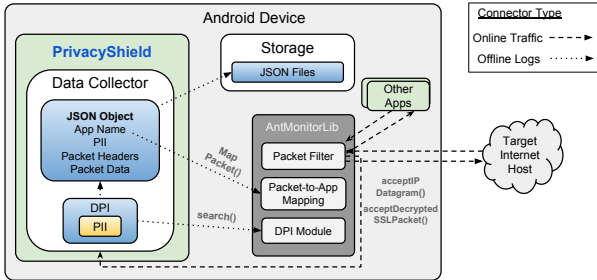 Android Device
PrivacyShield
Data Collector
JSON Object
App Name
PII
Packet Headers
Packet Data
DPI
PII
Storage
JSON Files
Other
Apps
AntMonitorLib
Packet Filter
Packet-to-App
Mapping
DPI Module
Map
Packet()
search()
acceptIP
Datagram()
acceptDecrypted
SSLPacket()
Target
Internet
Host
Connector Type
Online Traffic
Offline Logs